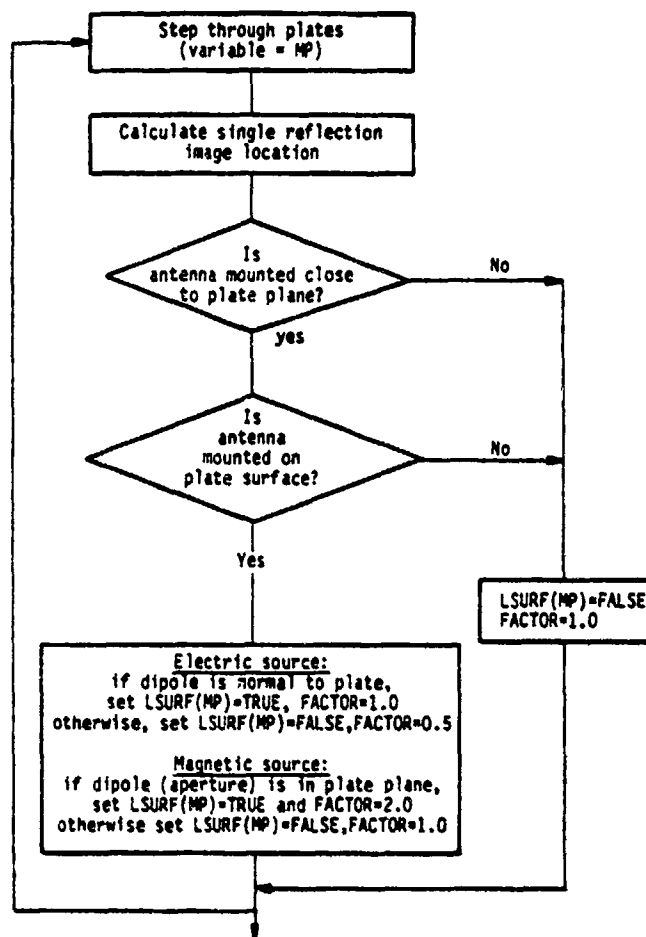 Step through plates
(variable = MP)
Calculate single reflection
image location
Is
antenna mounted close
to plate plane?
No
yes
Is
antenna
mounted on
plate surface?
No
Yes
LSURF(MP)=FALSE
FACTOR=1.0
Electric source:
if dipole is normal to plate,
set LSURF(MP)=TRUE, FACTOR=1.0
otherwise, set LSURF(MP)=FALSE,FACTOR=0.5
Magnetic source:
if dipole (aperture) is in plate plane,
set LSURF(MP)=TRUE and FACTOR=2.0
otherwise set LSURF(MP)=FALSE,FACTOR=1.0